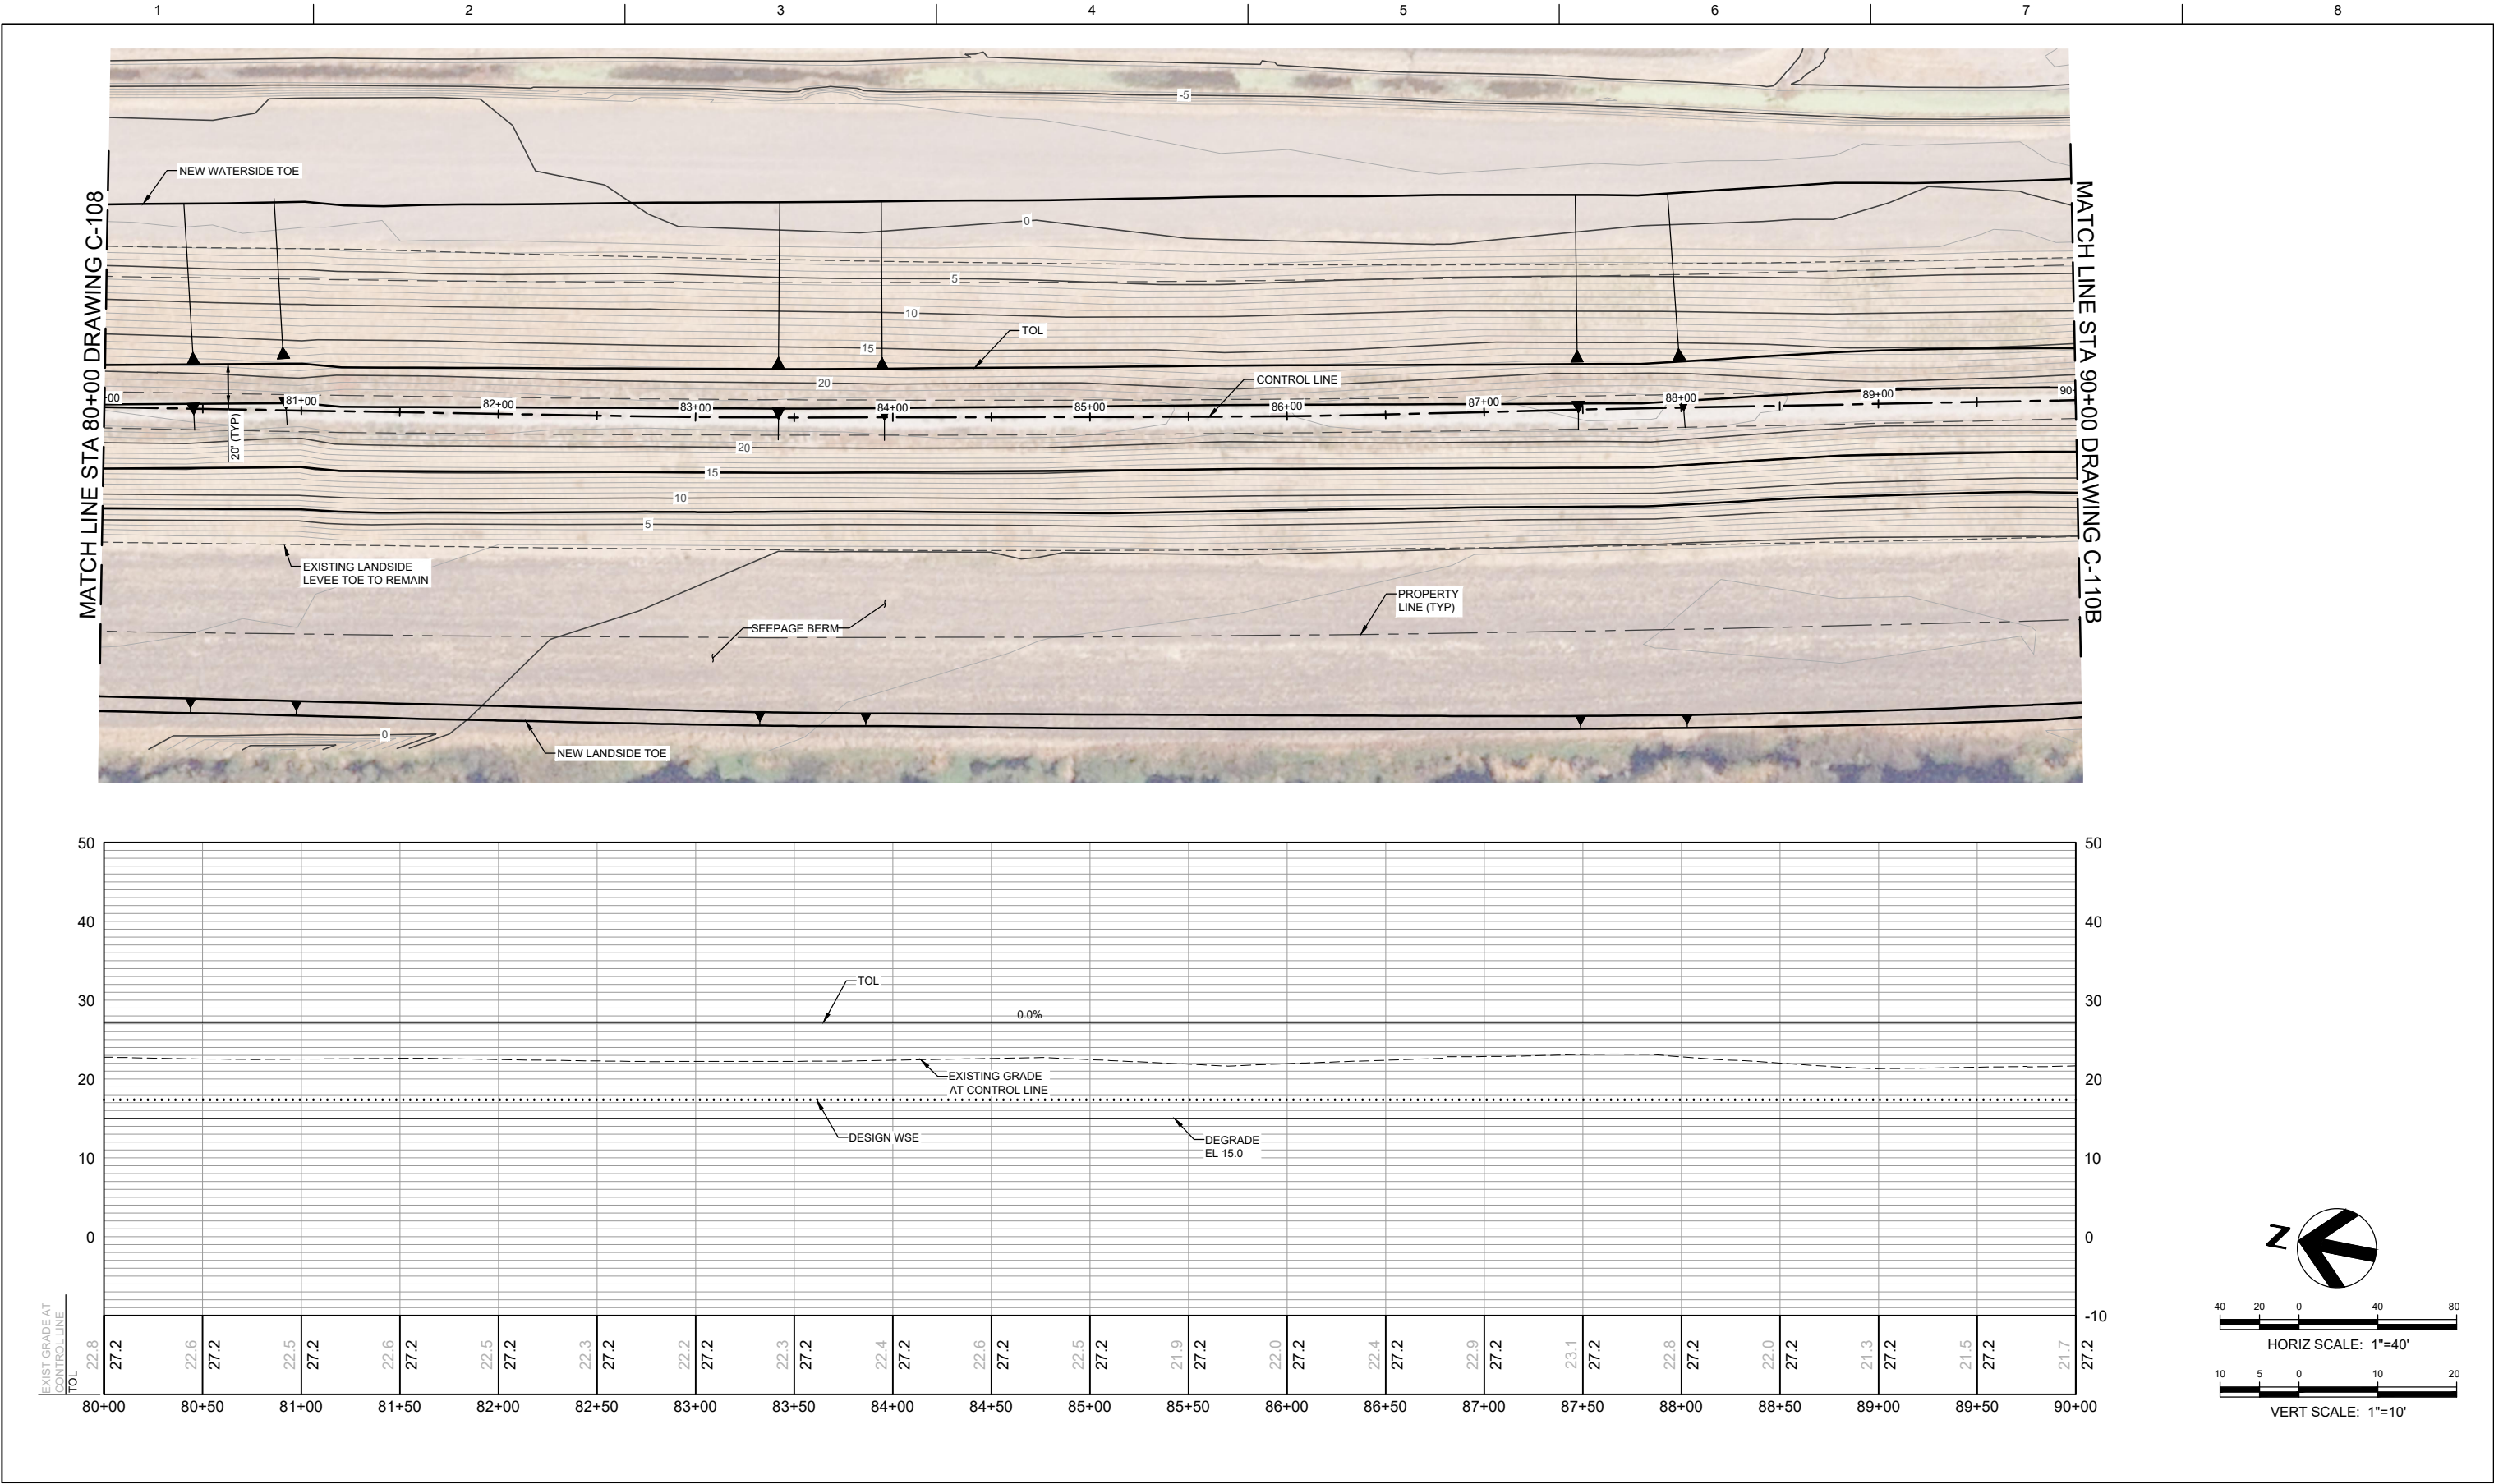 1 2 3 4 5 6 7 8
-5
NEW WATERSIDE TOE
0
5
10
TOL
15
20
CONTROL LINE
MATCH LINE STA 80+00 DRAWING C-108
MATCH LINE STA 90+00 DRAWING C-110B
00 81+00 82+00 83+00 84+00 85+00 86+00 87+00 88+00 89+00 90
20' (TYP)
20
15
10
5
EXISTING LANDSIDE
LEVEE TOE TO REMAIN
PROPERTY
LINE (TYP)
SEEPAGE BERM
0
NEW LANDSIDE TOE
50 50
40 40
TOL
30 30
0.0%
20 20
EXISTING GRADE
AT CONTROL LINE
DESIGN WSE
DEGRADE
EL 15.0
10 10
0 0
-10
EXIST GRADE AT
CONTROL LINE
TOL
22.8 22.6 22.5 22.6 22.5 22.3 22.2 22.3 22.4 22.6 22.5 21.9 22.0 22.4 22.9 23.1 22.8 22.0 21.3 21.5 21.7
27.2 27.2 27.2 27.2 27.2 27.2 27.2 27.2 27.2 27.2 27.2 27.2 27.2 27.2 27.2 27.2 27.2 27.2 27.2 27.2 27.2
80+00 80+50 81+00 81+50 82+00 82+50 83+00 83+50 84+00 84+50 85+00 85+50 86+00 86+50 87+00 87+50 88+00 88+50 89+00 89+50 90+00
N
40 20 0 40 80
HORIZ SCALE: 1"=40'
10 5 0 10 20
VERT SCALE: 1"=10'